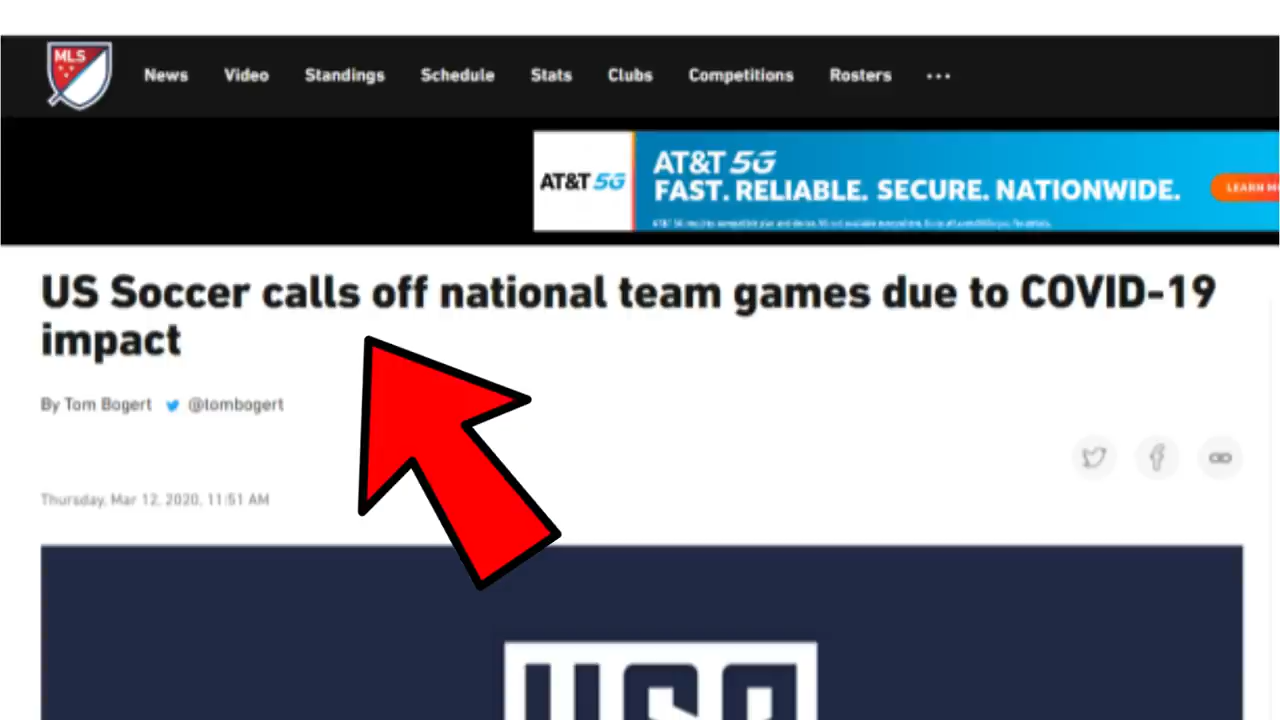 MLS
News Video Standings Schedule Stats Clubs Competitions Rosters ...
AT&T 5G
AT&T 5G
FAST. RELIABLE. SECURE. NATIONWIDE.
LEARN
US Soccer calls off national team games due to COVID-19
impact
By Tom Bogert @tombogert
Thursday, Mar 12, 2020, 11:51 AM